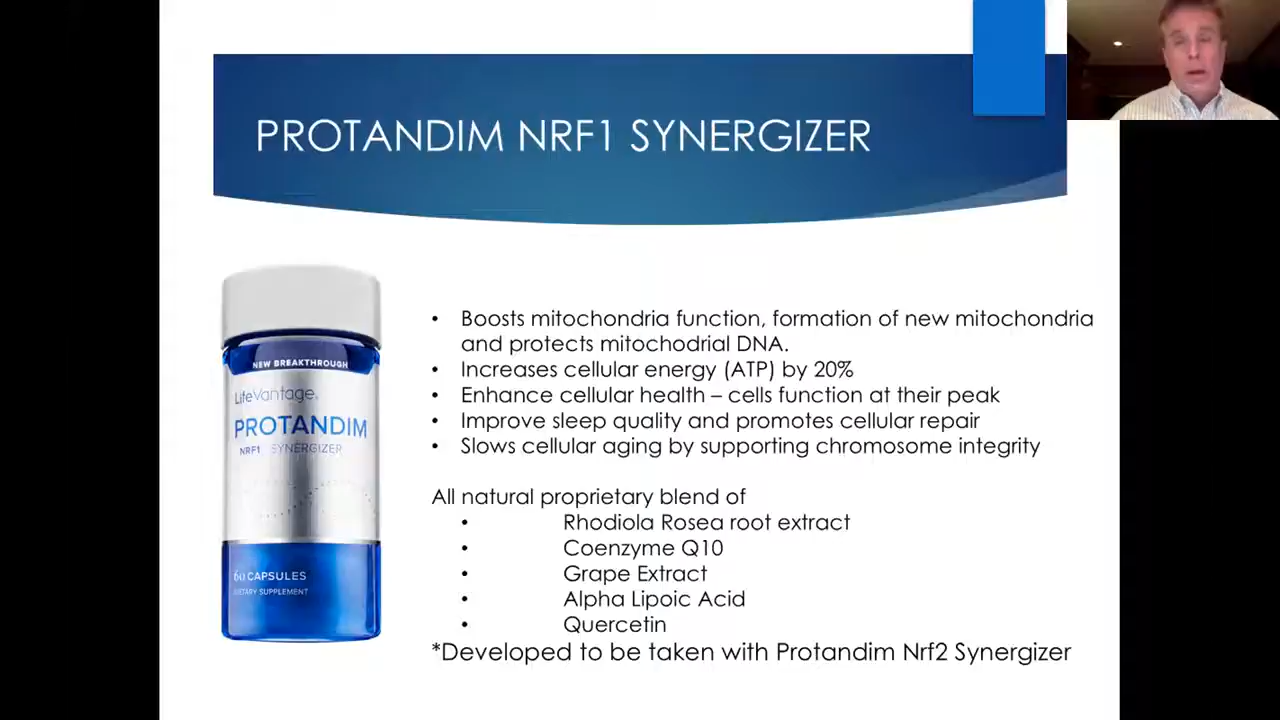 PROTANDIM NRF1 SYNERGIZER
NEW BREAKTHROUGH
LifeVantage.
PROTANDIM
NRF1 SYNERGIZER
60 CAPSULES
DIETARY SUPPLEMENT
• Boosts mitochondria function, formation of new mitochondria
and protects mitochodrial DNA.
• Increases cellular energy (ATP) by 20%
• Enhance cellular health – cells function at their peak
• Improve sleep quality and promotes cellular repair
• Slows cellular aging by supporting chromosome integrity
All natural proprietary blend of
• Rhodiola Rosea root extract
• Coenzyme Q10
• Grape Extract
• Alpha Lipoic Acid
• Quercetin
*Developed to be taken with Protandim Nrf2 Synergizer